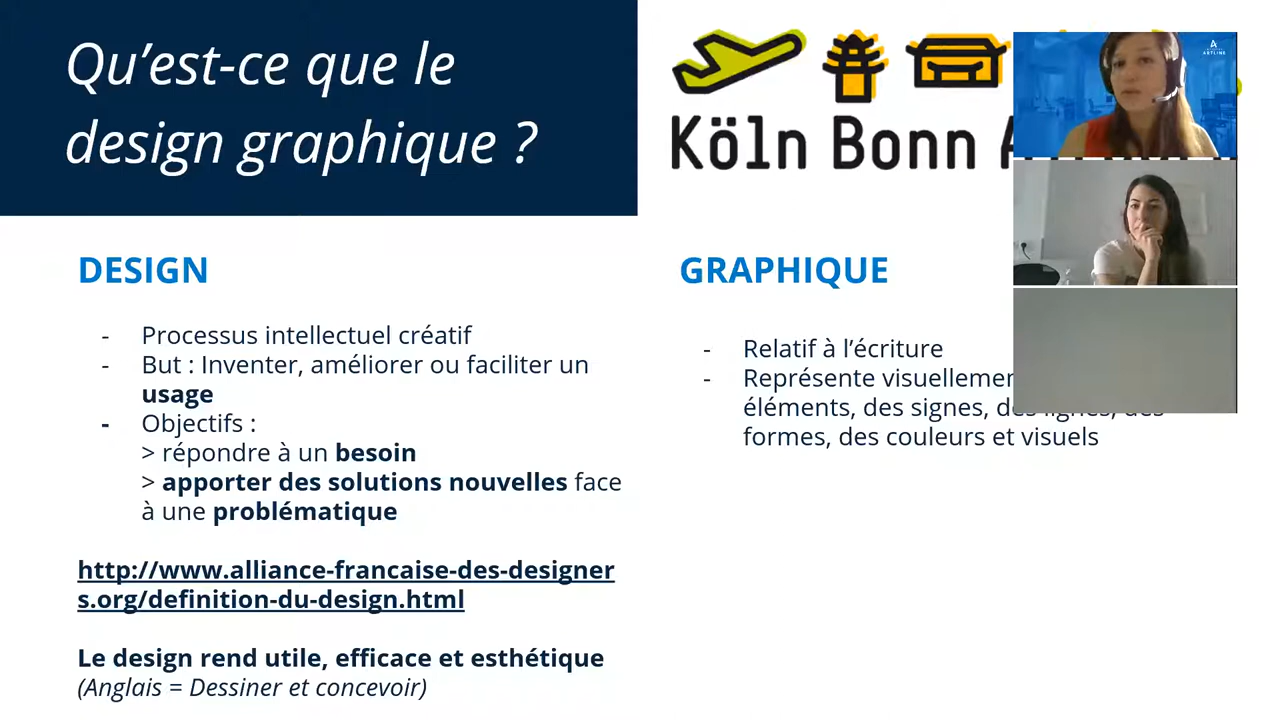 Qu’est-ce que le
design graphique ?
Köln Bonn
ARTLINE
DESIGN
- Processus intellectuel créatif
- But : Inventer, améliorer ou faciliter un
usage
- Objectifs :
> répondre à un besoin
> apporter des solutions nouvelles face
à une problématique
http://www.alliance-francaise-des-designer
s.org/definition-du-design.html
Le design rend utile, efficace et esthétique
(Anglais = Dessiner et concevoir)
GRAPHIQUE
- Relatif à l’écriture
- Représente
éléments, des signes, des lignes, des
formes, des couleurs et visuels